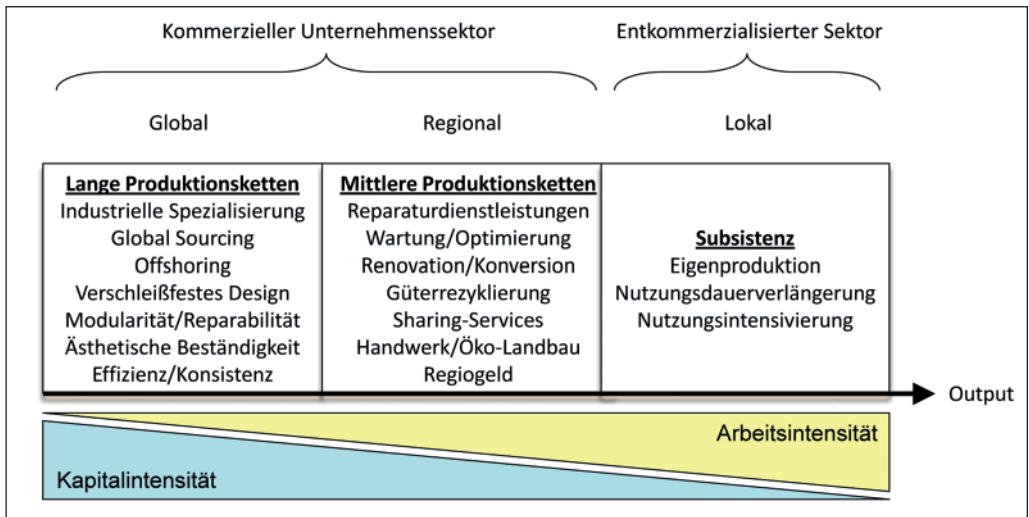 Kommerzieller Unternehmenssektor
Entkommerzialisierter Sektor
Global
Regional
Lokal
Lange Produktionsketten
Industrielle Spezialisierung
Global Sourcing
Offshoring
Verschleißfestes Design
Modularität/Reparabilität
Ästhetische Beständigkeit
Effizienz/Konsistenz
Mittlere Produktionsketten
Reparaturdienstleistungen
Wartung/Optimierung
Renovation/Konversion
Güterrezyklierung
Sharing-Services
Handwerk/Öko-Landbau
Regiogeld
Subsistenz
Eigenproduktion
Nutzungsdauerverlängerung
Nutzungsintensivierung
Output
Arbeitsintensität
Kapitalintensität